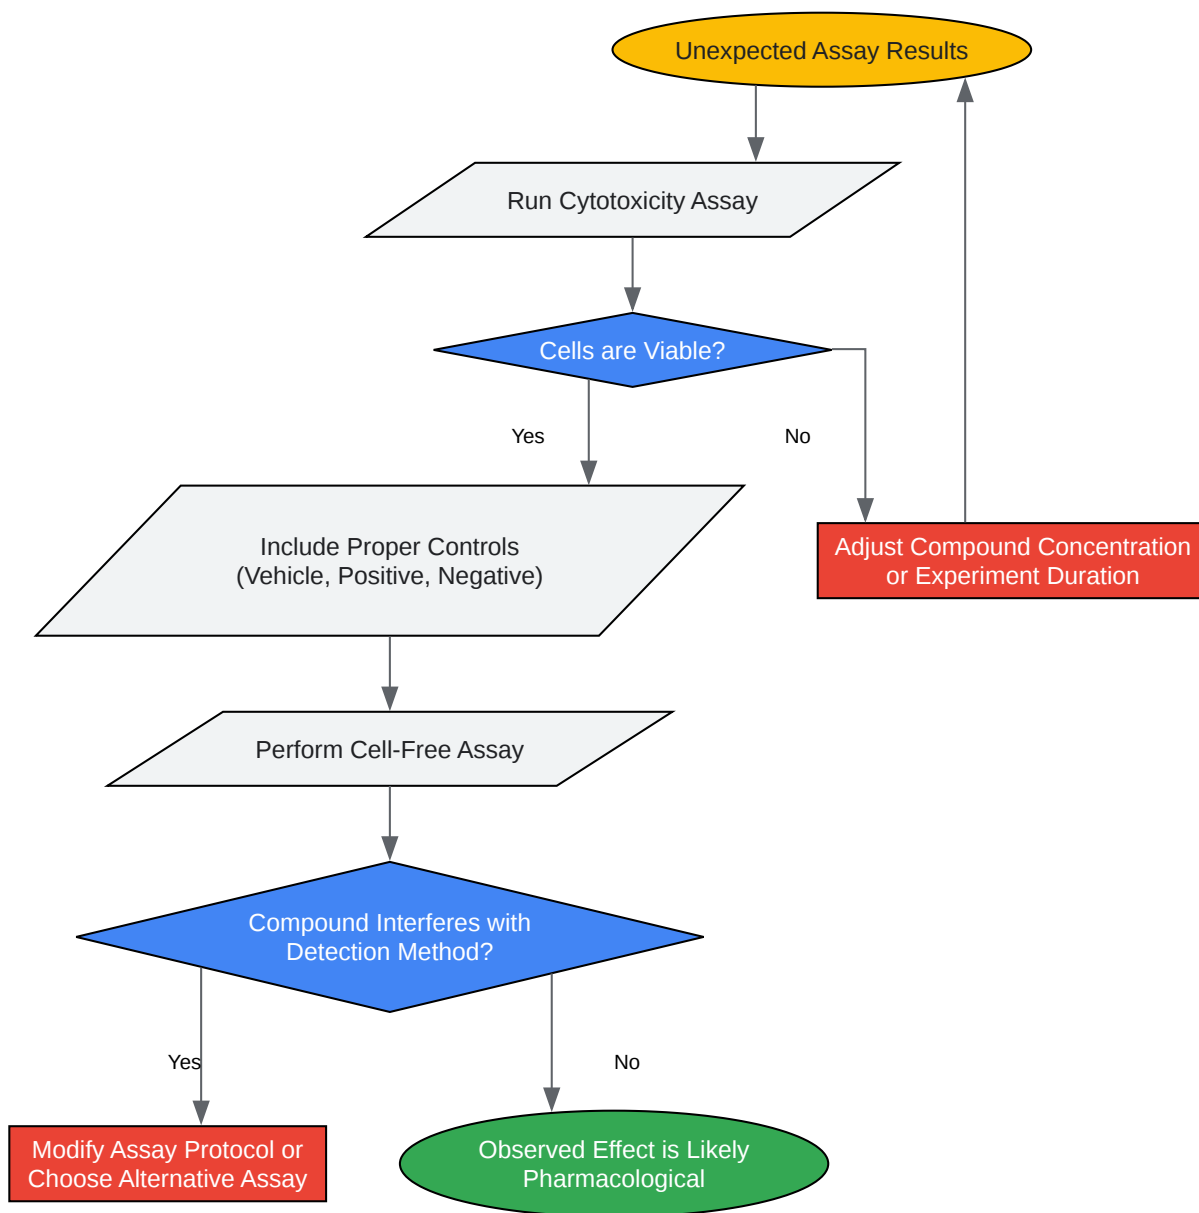 Unexpected Assay Results
Run Cytotoxicity Assay
Cells are Viable?
Yes
No
Include Proper Controls
(Vehicle, Positive, Negative)
Adjust Compound Concentration
or Experiment Duration
Perform Cell-Free Assay
Compound Interferes with
Detection Method?
Yes
No
Modify Assay Protocol or
Choose Alternative Assay
Observed Effect is Likely
Pharmacological